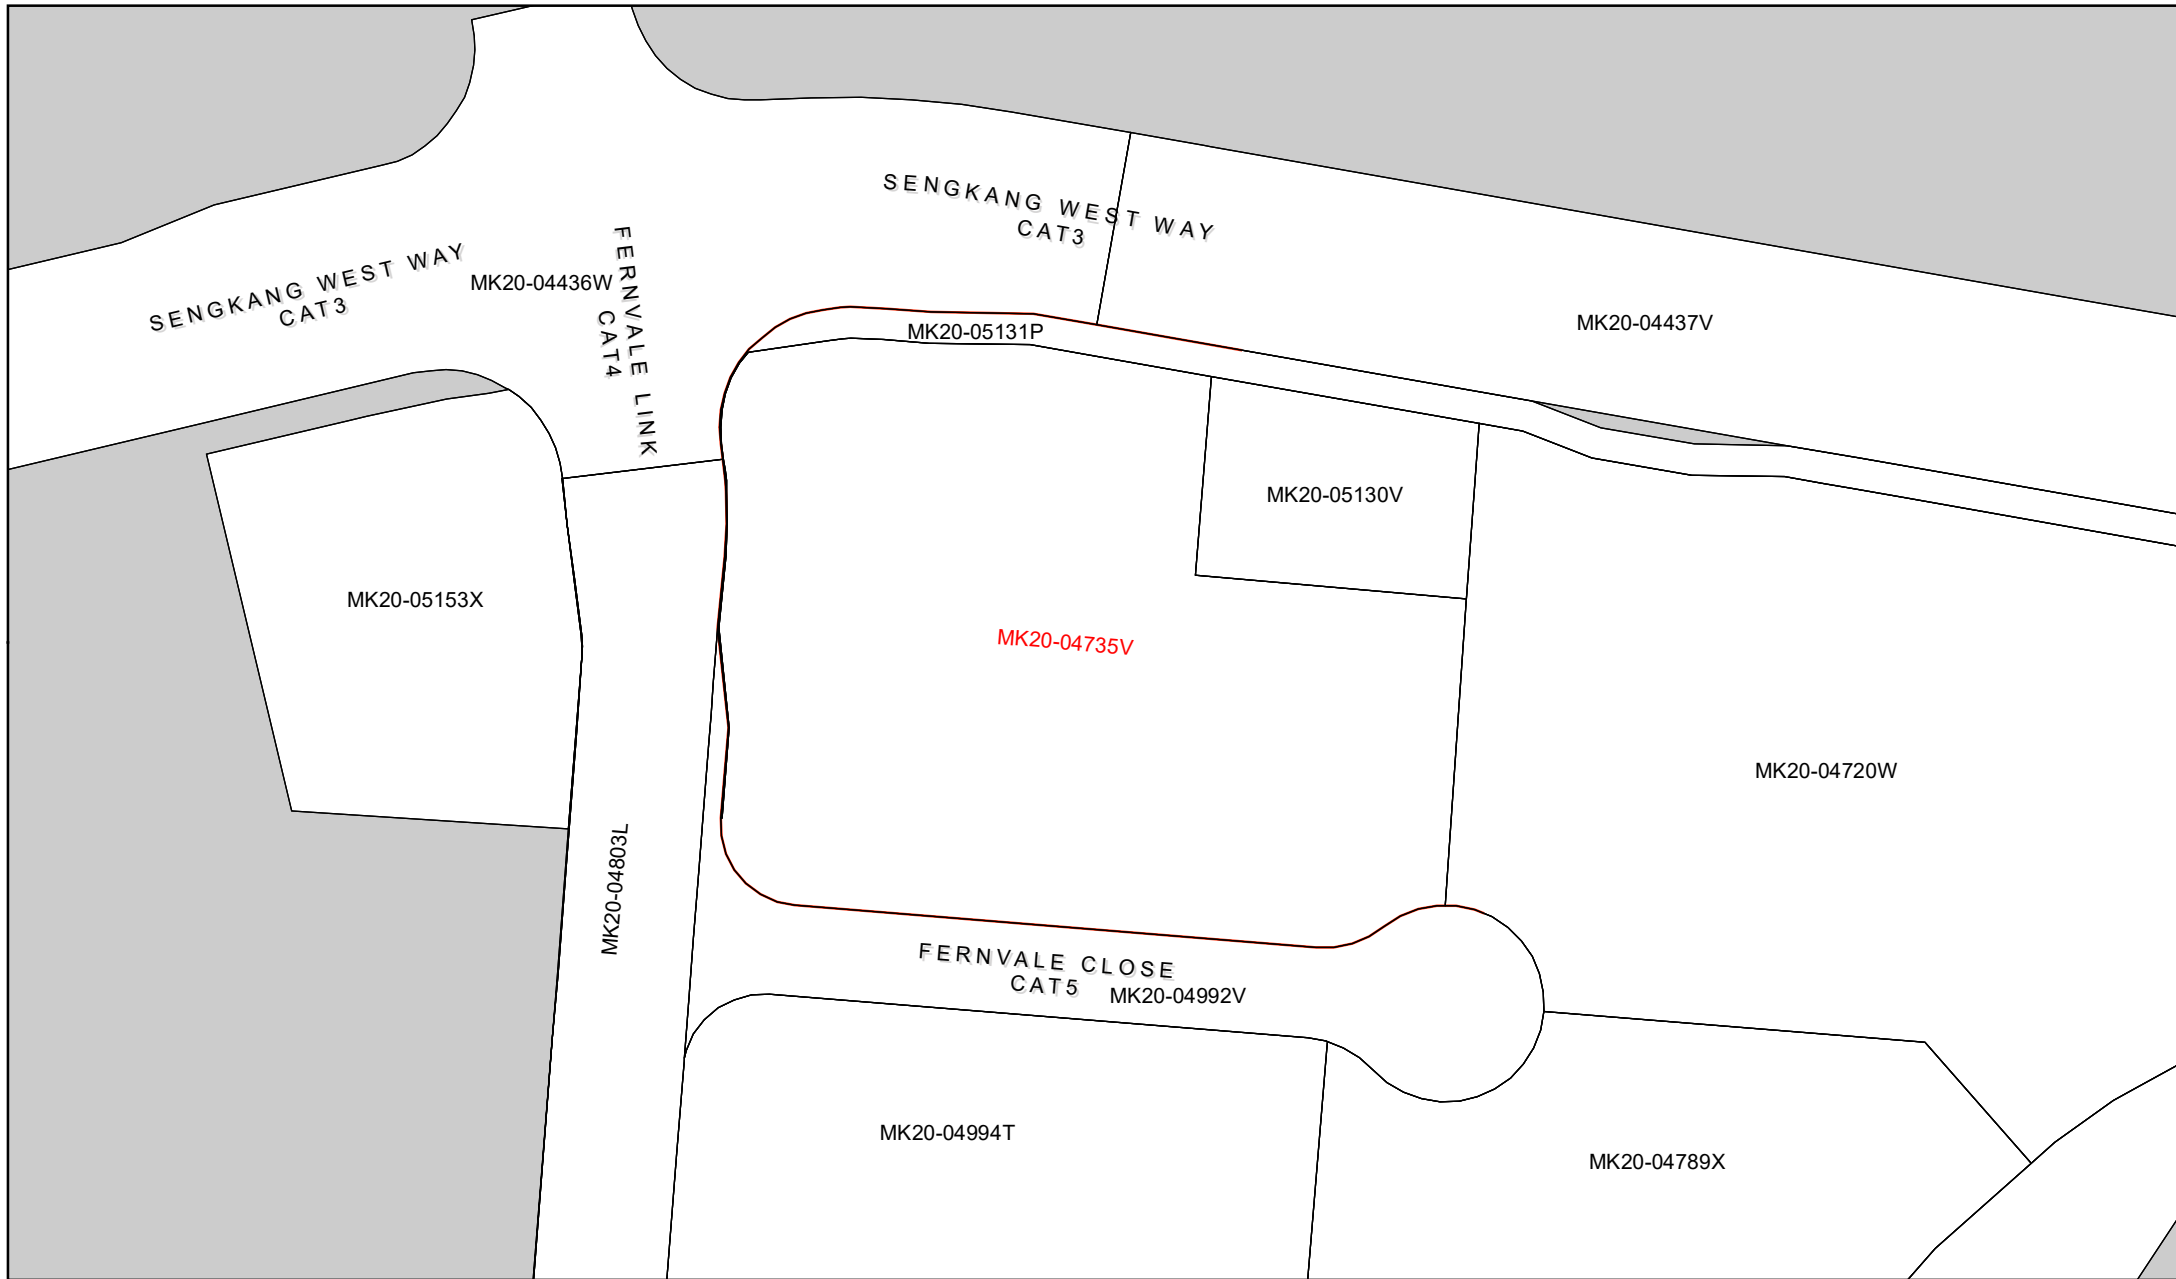 SENGKANG WEST WAY
CAT3
SENGKANG WEST WAY
CAT3
MK20-04436W
FERNVALE LINK
CAT4
MK20-05131P
MK20-04437V
MK20-05130V
MK20-05153X
MK20-04735V
MK20-04720W
MK20-04803L
FERNVALE CLOSE
CAT5
MK20-04992V
MK20-04994T
MK20-04789X